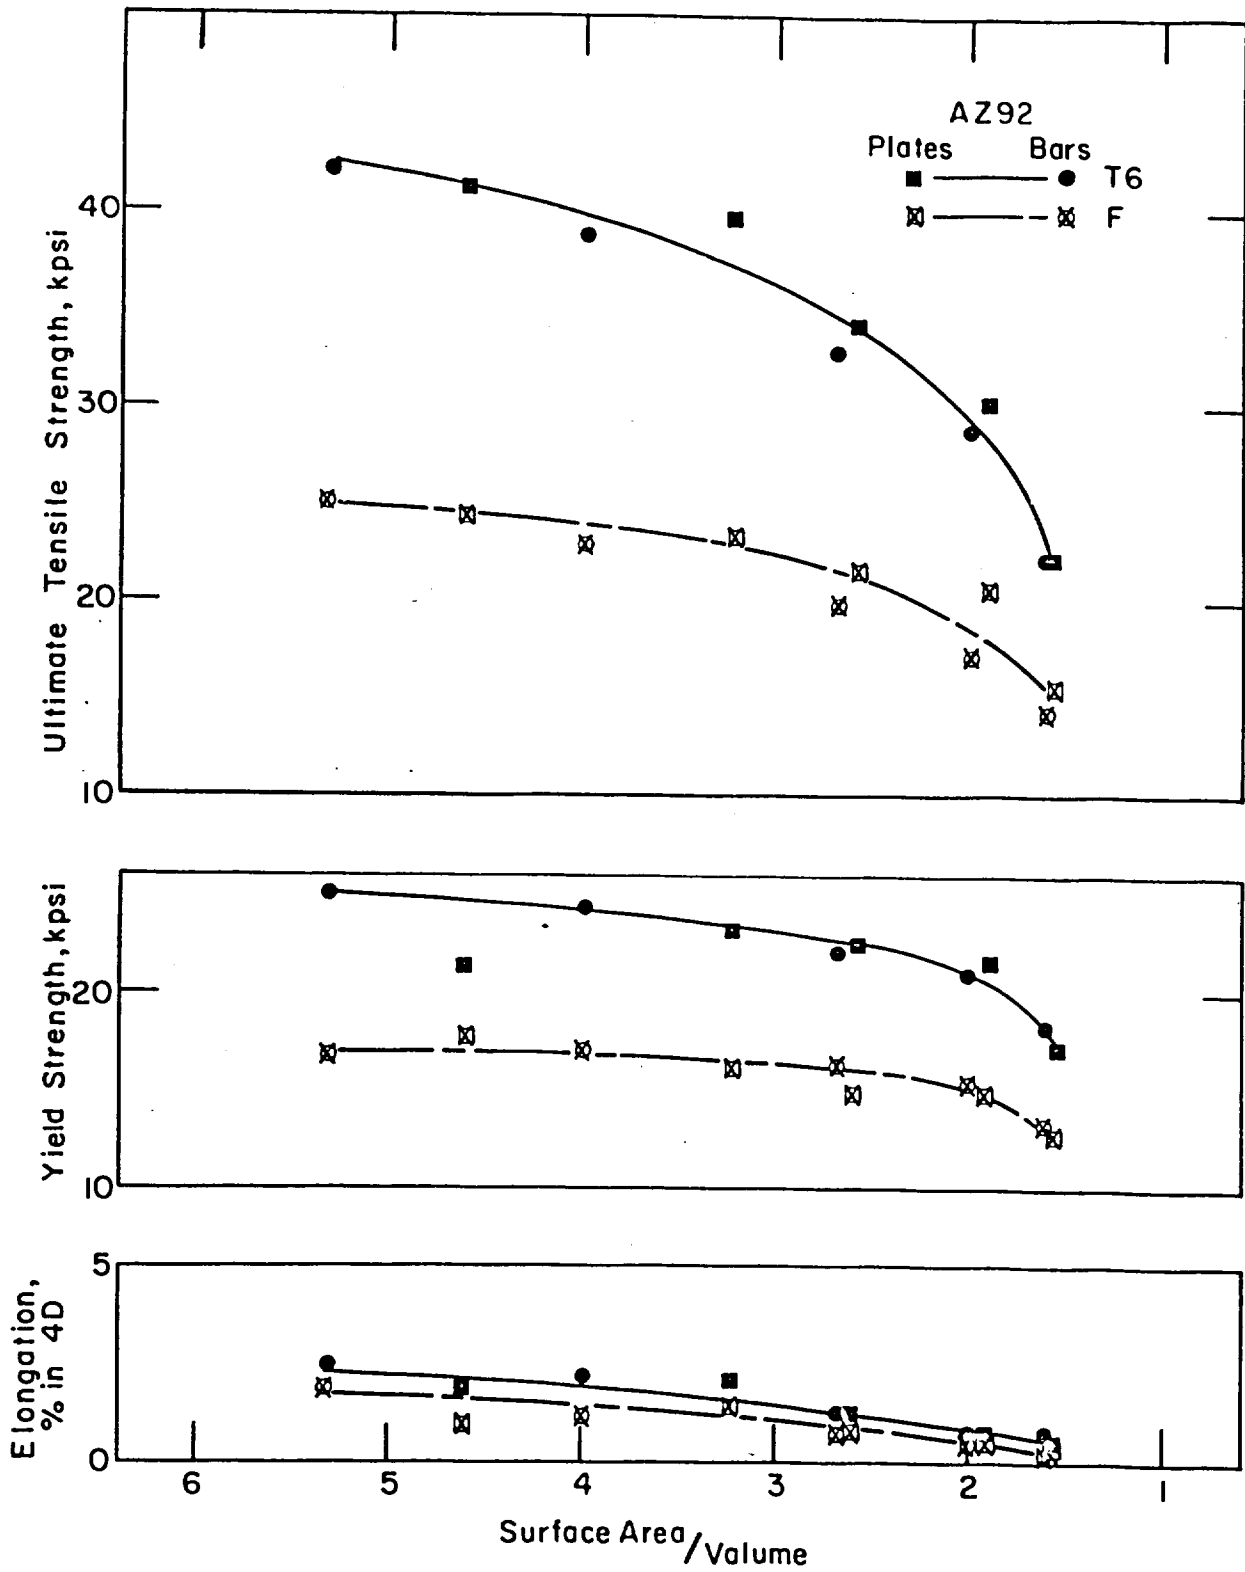 AZ92
Plates Bars
T6
F
Ultimate Tensile Strength, kpsi
40
30
20
10
Yield Strength, kpsi
20
10
Elongation,
% in 4D
5
0
6 5 4 3 2 1
Surface Area/Valume